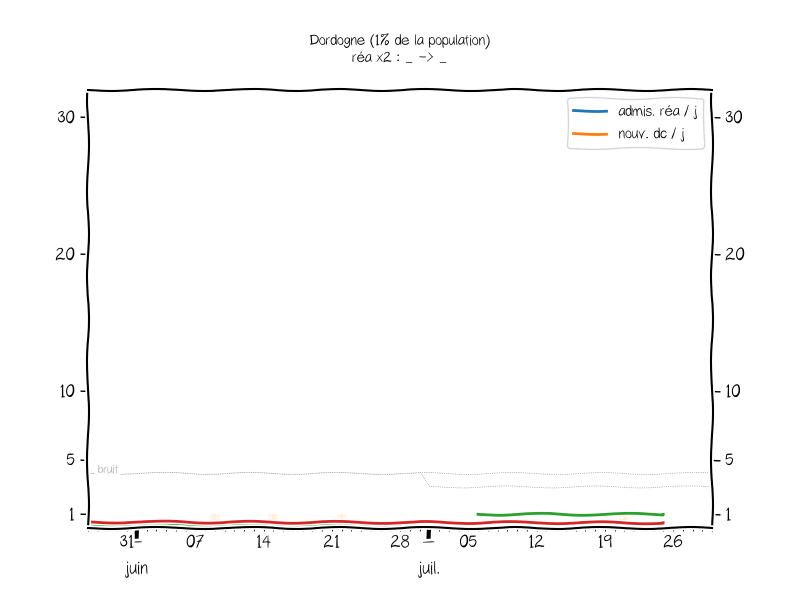 Dordogne (1% de la population)
réa x2 : _ -> _
30
30
admis. réa / j
nouv. dc / j
20
20
10
10
5
5
bruit
1
1
31 07 14 21 28 05 12 19 26
juin juil.